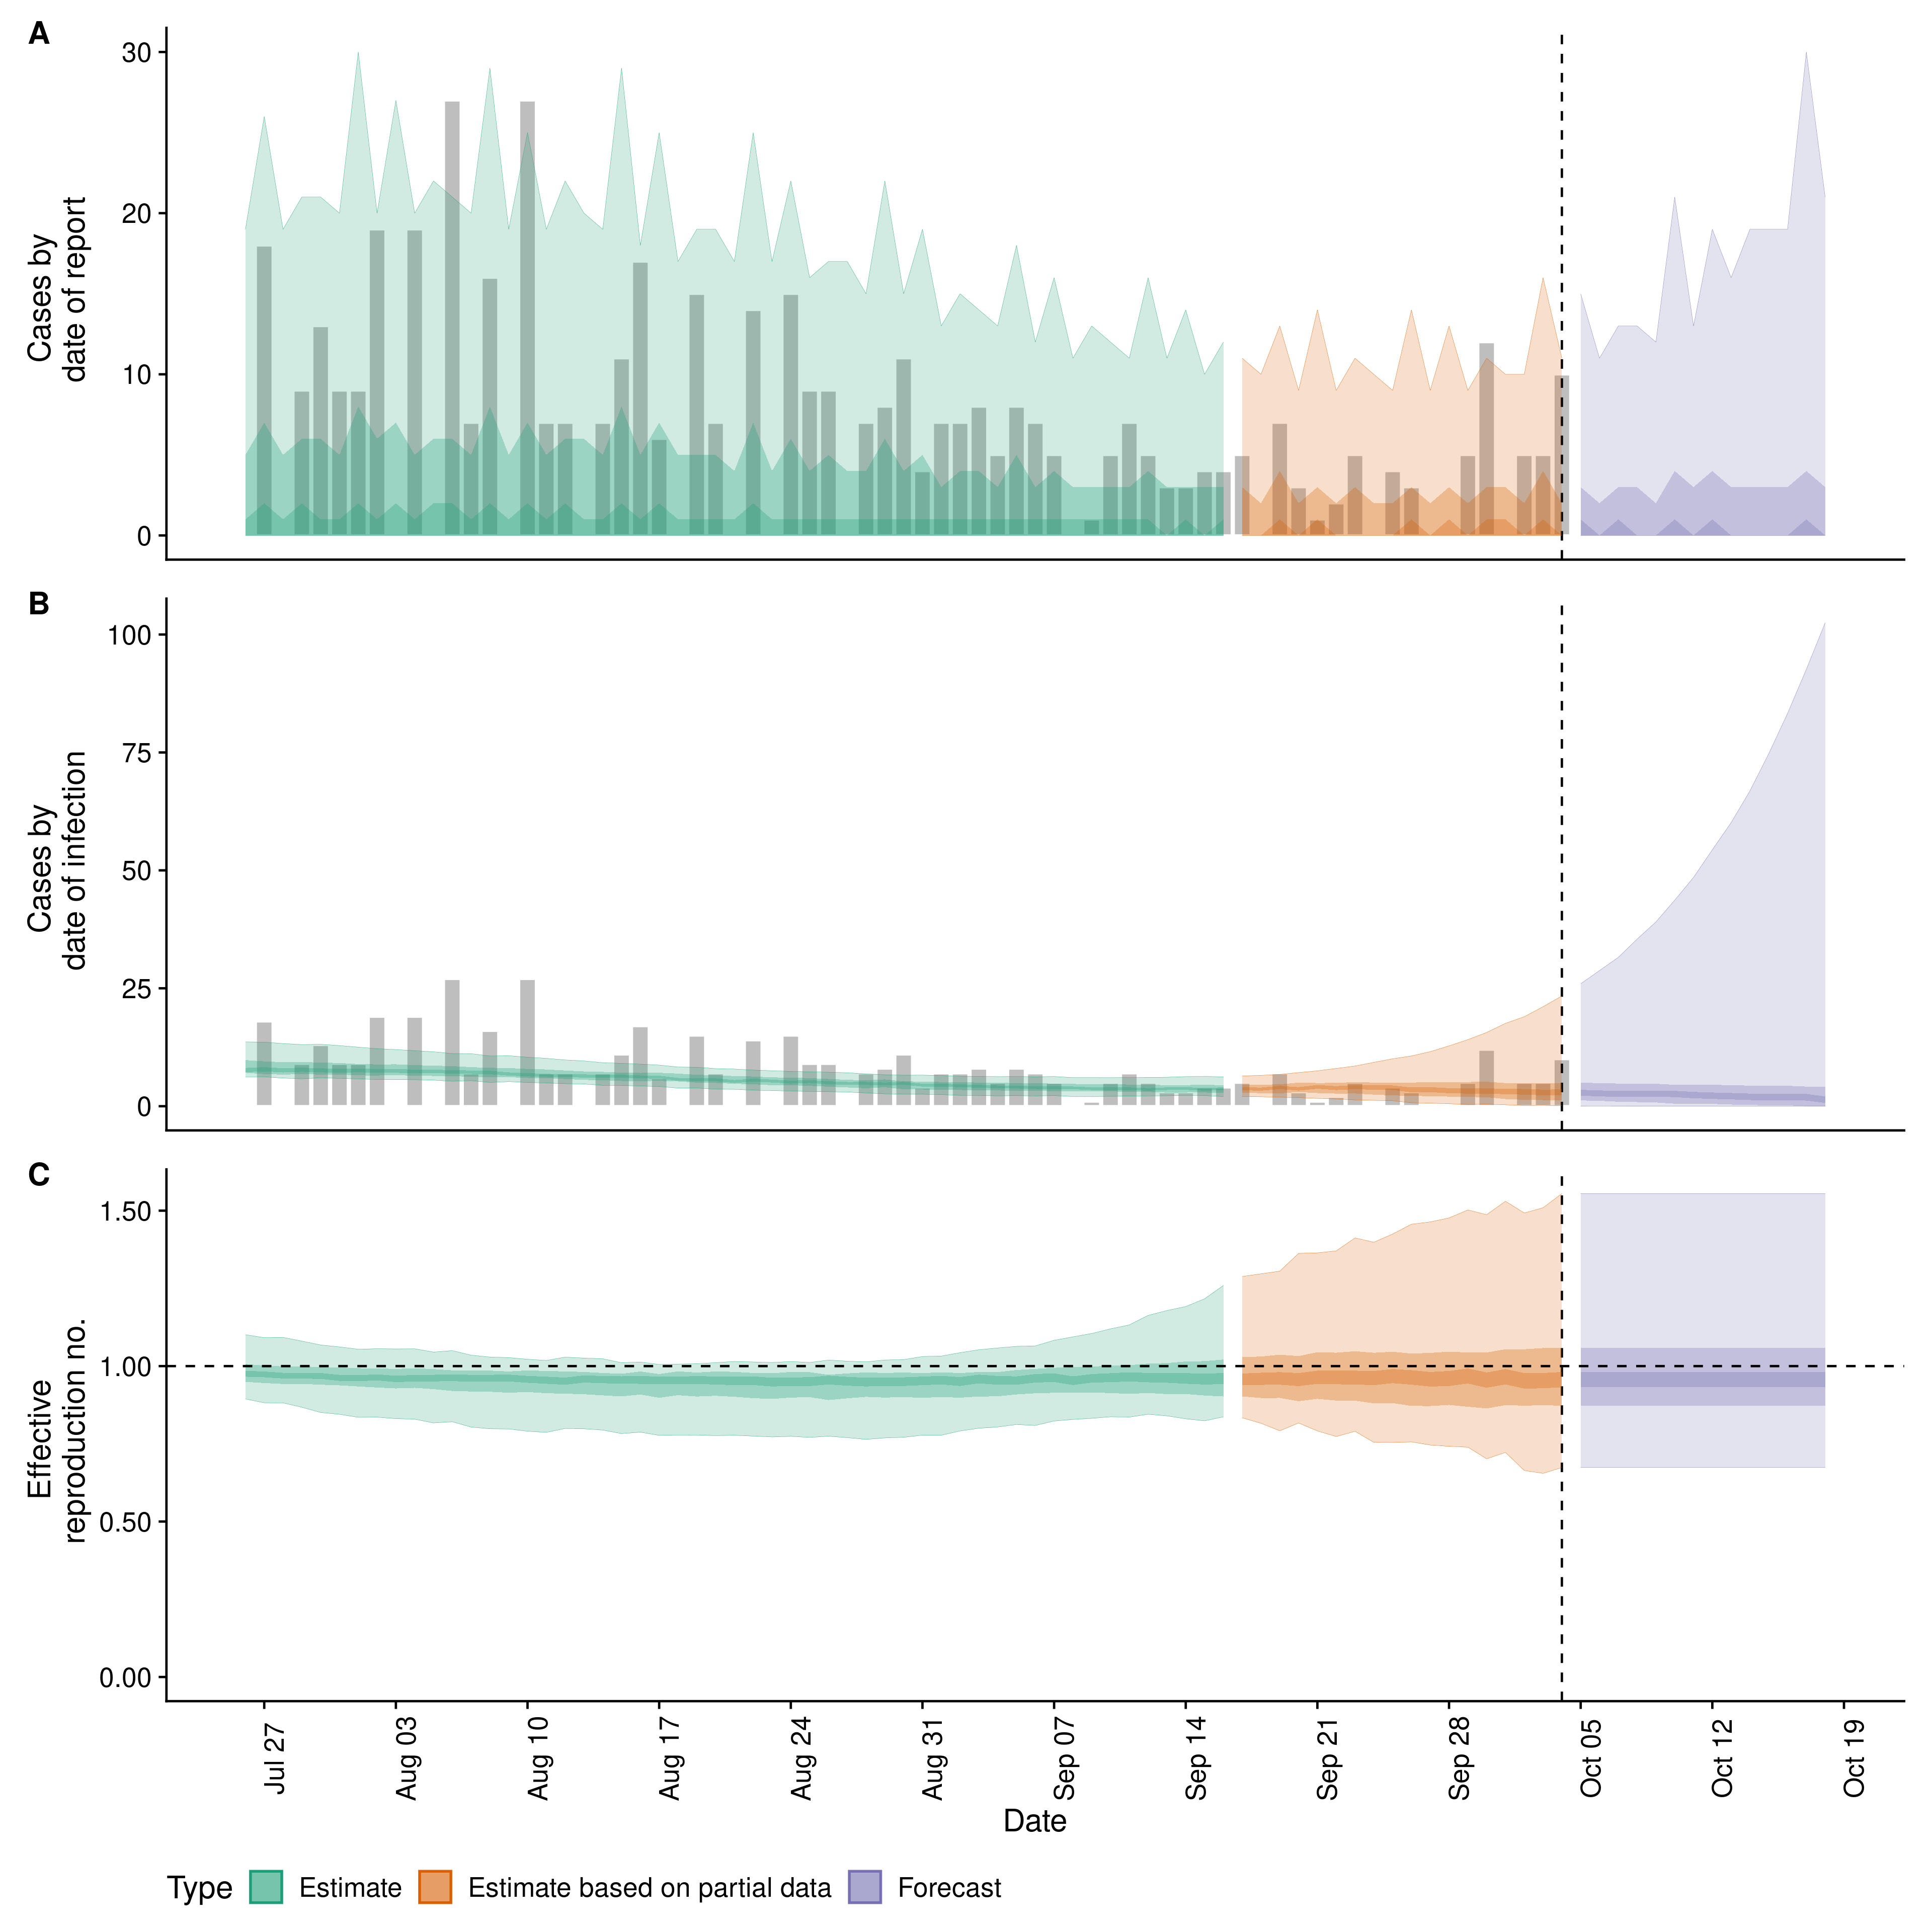 A
30
20
10
0
Cases by
date of report
B
100
75
50
25
0
Cases by
date of infection
C
1.50
1.00
0.50
0.00
Effective
reproduction no.
Jul 27
Aug 03
Aug 10
Aug 17
Aug 24
Aug 31
Sep 07
Sep 14
Sep 21
Sep 28
Oct 05
Oct 12
Oct 19
Date
Type Estimate Estimate based on partial data Forecast